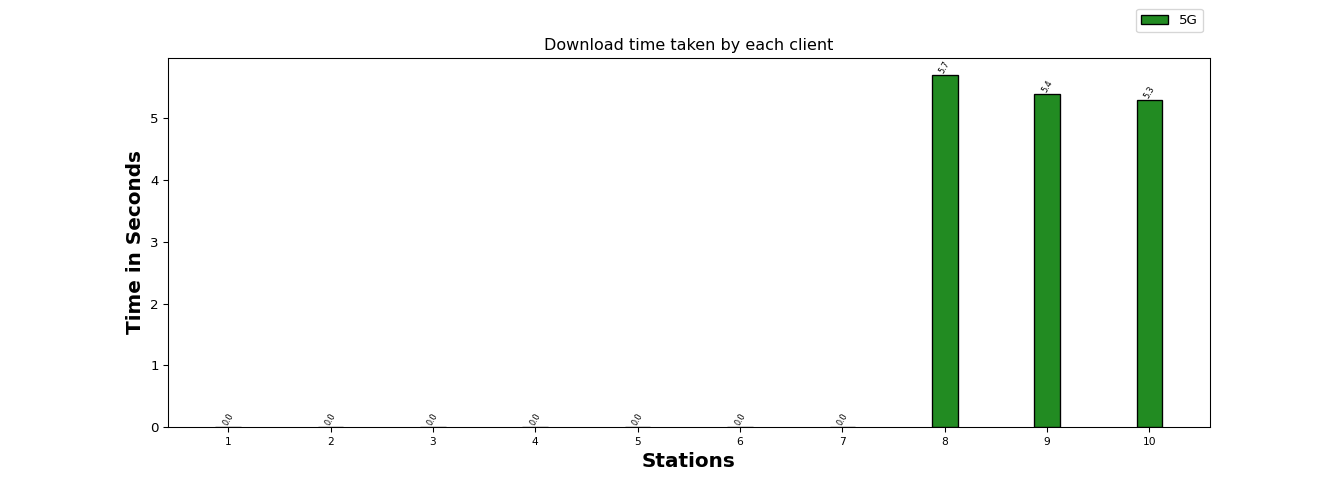 5G
Download time taken by each client
Time in Seconds
5
4
3
2
1
0
0.0 0.0 0.0 0.0 0.0 0.0 0.0 5.7 5.4 5.3
1 2 3 4 5 6 7 8 9 10
Stations